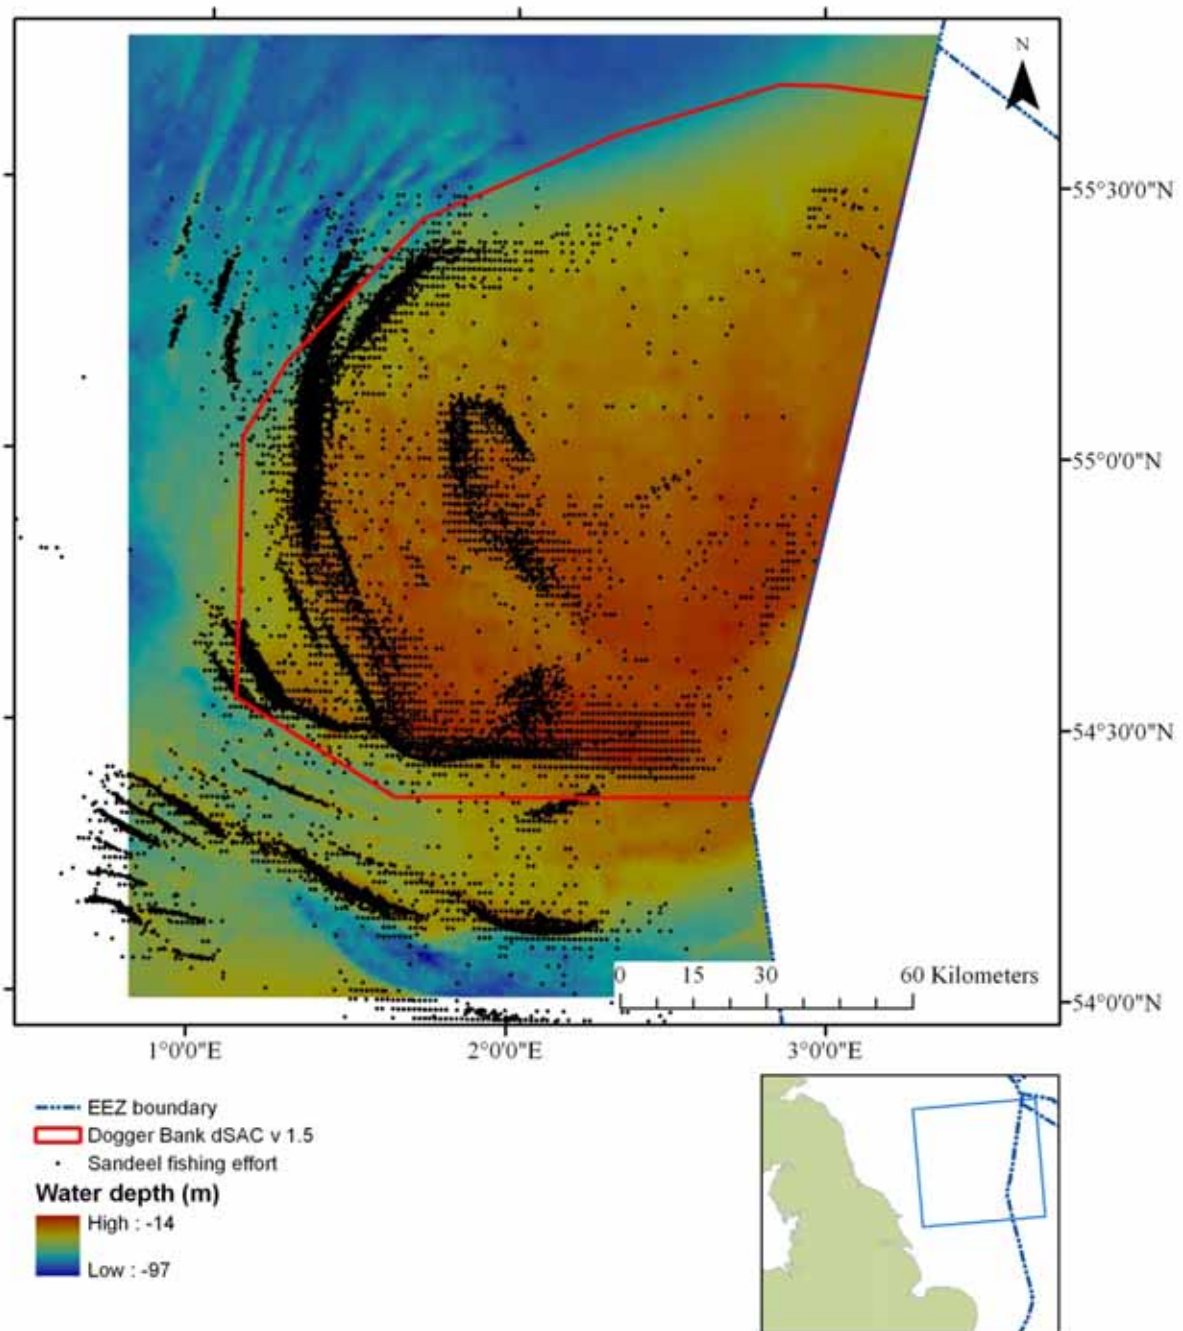 N
55°30'0"N
55°0'0"N
54°30'0"N
0 15 30 60 Kilometers
54°0'0"N
1°0'0"E 2°0'0"E 3°0'0"E
EEZ boundary
Dogger Bank dSAC v 1.5
Sandeel fishing effort
Water depth (m)
High : -14
Low : -97